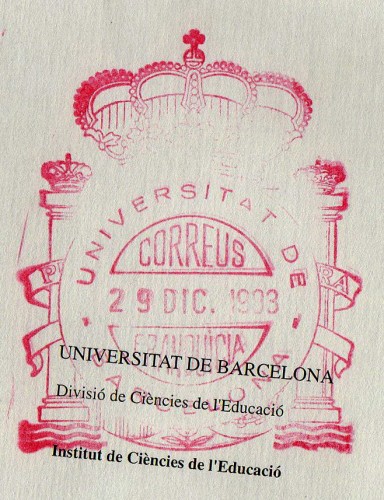 UNIVERSITAT DE
CORREUS
29 DIC. 1993
FRANQUICIA
BARCELONA
UNIVERSITAT DE BARCELONA
Divisió de Ciències de l'Educació
Institut de Ciències de l'Educació